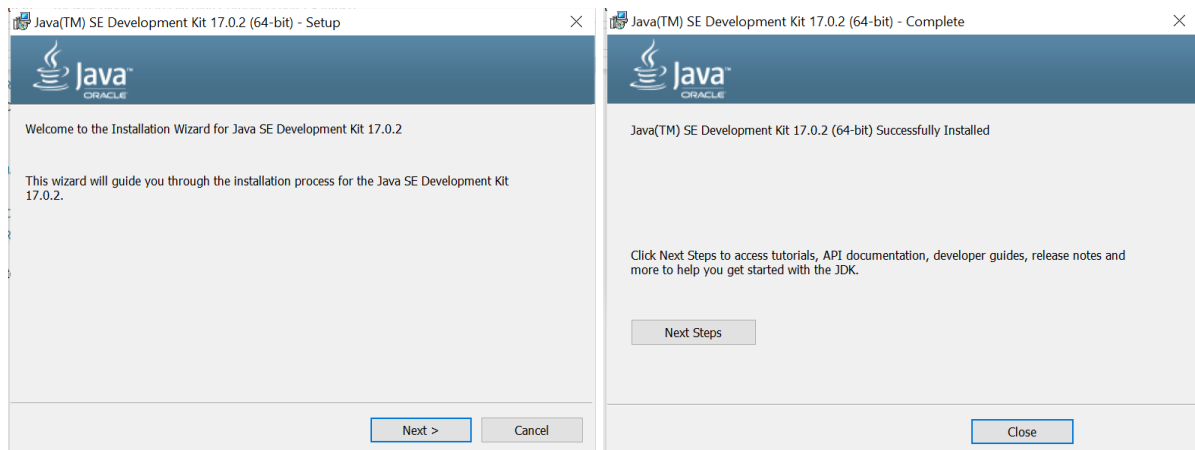 Java(TM) SE Development Kit 17.0.2 (64-bit) - Setup
Java™
ORACLE
Welcome to the Installation Wizard for Java SE Development Kit 17.0.2
This wizard will guide you through the installation process for the Java SE Development Kit
17.0.2.
Next >
Cancel
Java(TM) SE Development Kit 17.0.2 (64-bit) - Complete
Java™
ORACLE
Java(TM) SE Development Kit 17.0.2 (64-bit) Successfully Installed
Click Next Steps to access tutorials, API documentation, developer guides, release notes and
more to help you get started with the JDK.
Next Steps
Close